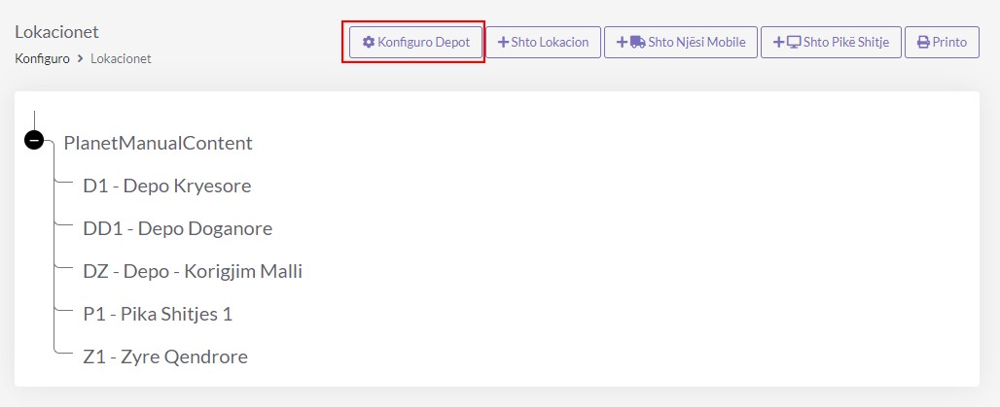 Lokacionet
Konfiguro > Lokacionet
Konfiguro Depot
Shto Lokacion
Shto Njësi Mobile
Shto Pikë Shitje
Printo
PlanetManualContent
D1 - Depo Kryesore
DD1 - Depo Doganore
DZ - Depo - Korigjim Malli
P1 - Pika Shitjes 1
Z1 - Zyre Qendrore